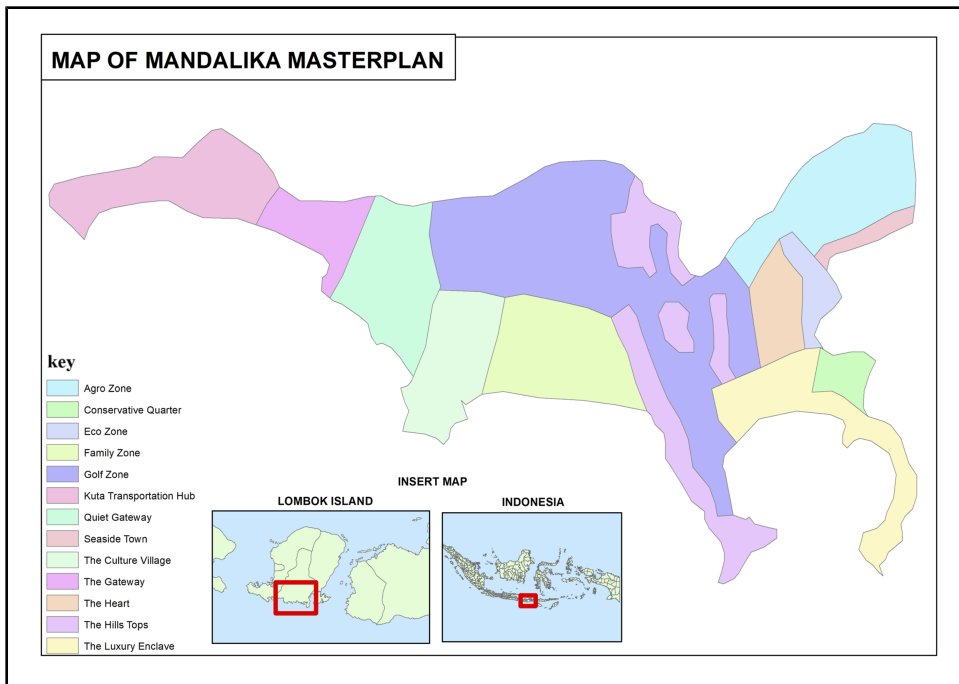 MAP OF MANDALIKA MASTERPLAN
key
Agro Zone
Conservative Quarter
Eco Zone
Family Zone
Golf Zone
Kuta Transportation Hub
Quiet Gateway
Seaside Town
The Culture Village
The Gateway
The Heart
The Hills Tops
The Luxury Enclave
INSERT MAP
LOMBOK ISLAND
INDONESIA